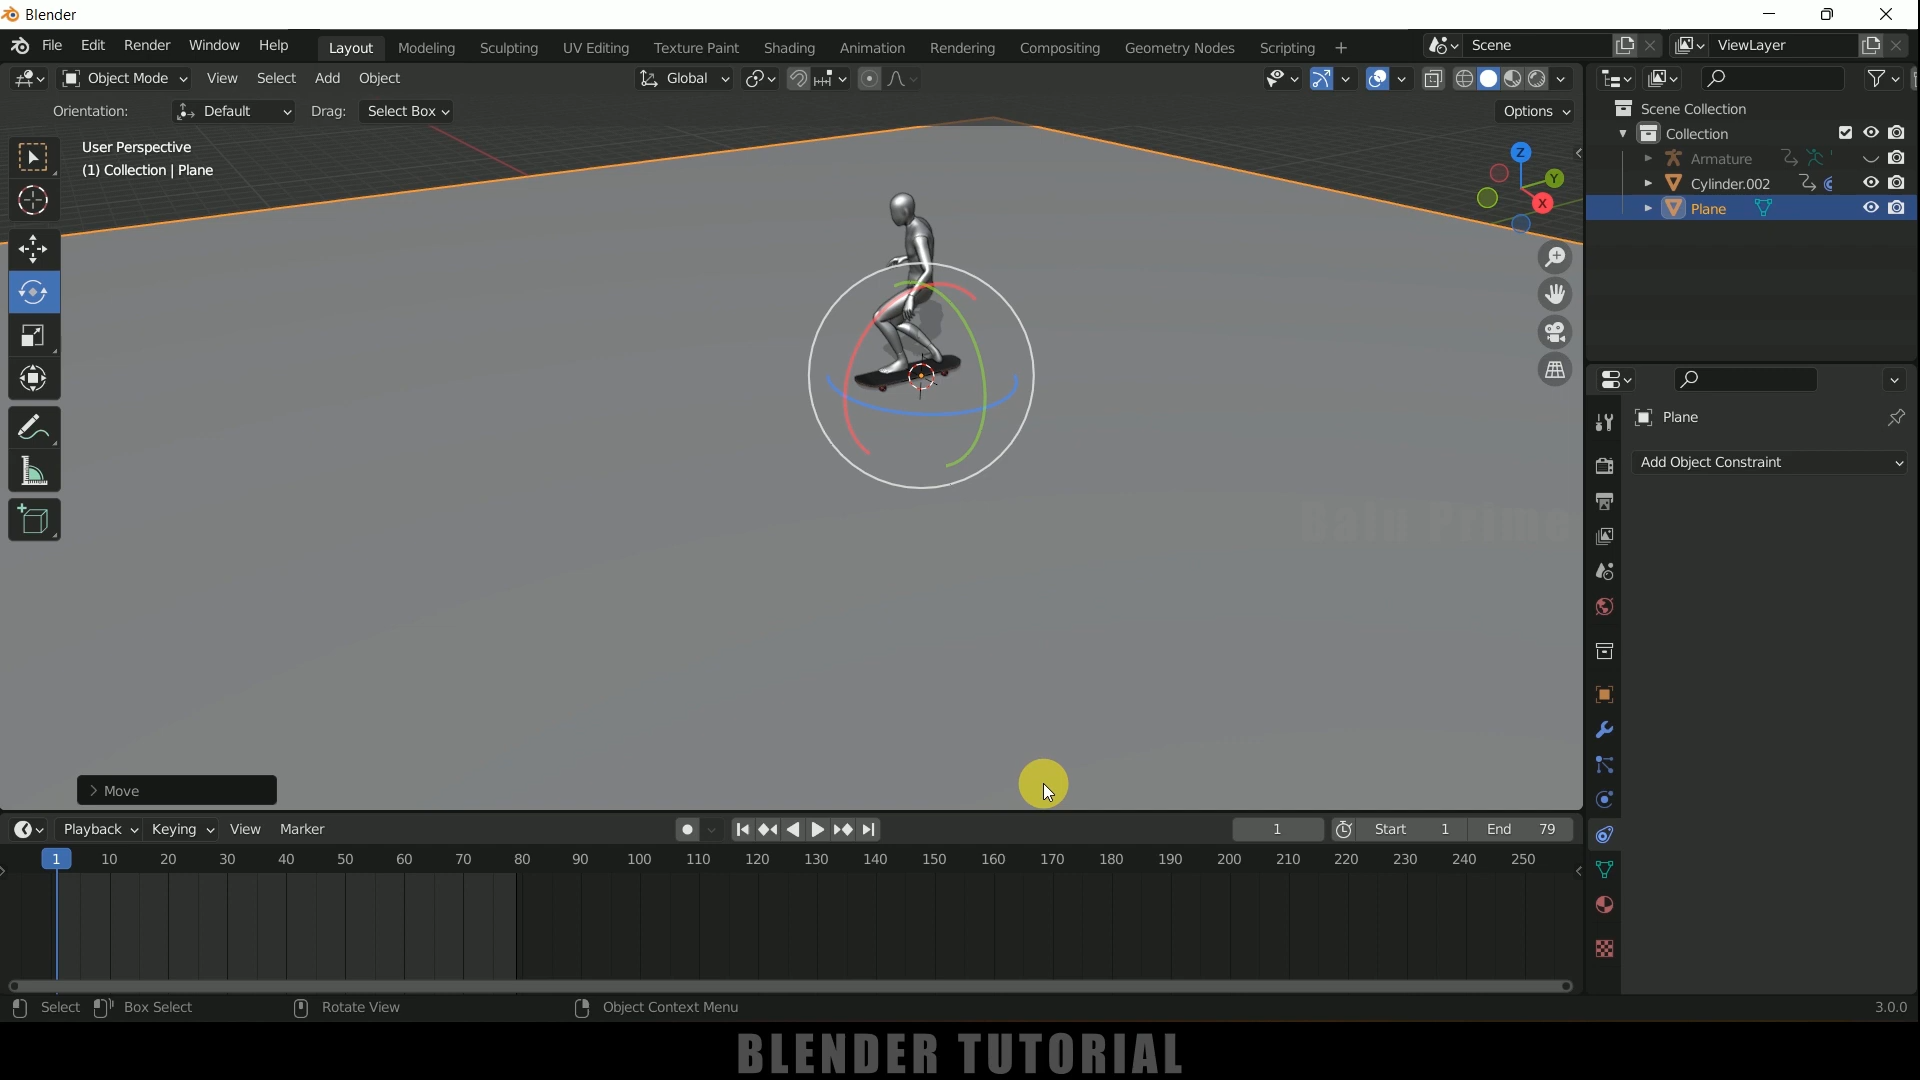 Blender
File Edit Render Window Help Layout Modeling Sculpting UV Editing Texture Paint Shading Animation Rendering Compositing Geometry Nodes Scripting + Scene ViewLayer
Object Mode View Select Add Object Global
Orientation: Default Drag: Select Box Options
User Perspective
(1) Collection | Plane
Z
Y
X
Scene Collection
Collection
Armature
Cylinder.002
Plane
Plane
Add Object Constraint
Balu Prime
> Move
Playback Keying View Marker 1 Start 1 End 79
1 10 20 30 40 50 60 70 80 90 100 110 120 130 140 150 160 170 180 190 200 210 220 230 240 250
Select Box Select Rotate View Object Context Menu 3.0.0
BLENDER TUTORIAL